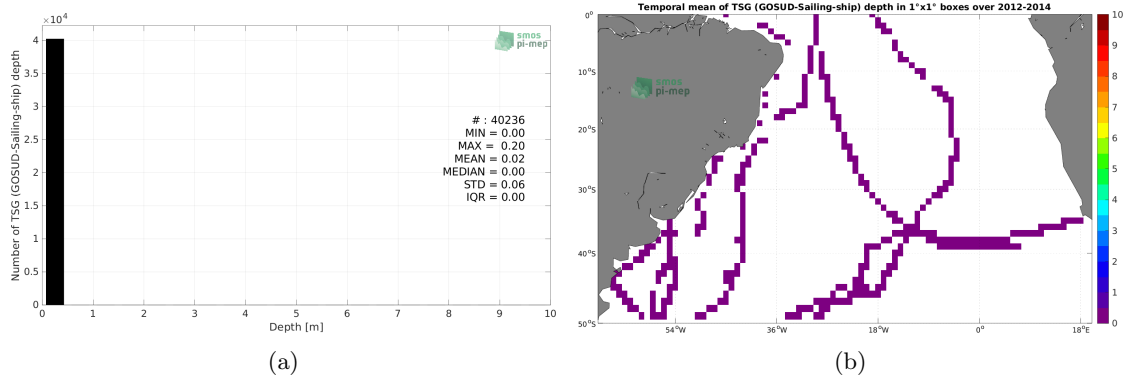 ×10⁴
4
3.5
3
2.5
2
1.5
1
0.5
0
Number of TSG (GOSUD-Sailing-ship) depth
0 1 2 3 4 5 6 7 8 9 10
Depth [m]
smos
pi-mep
# : 40236
MIN = 0.00
MAX = 0.20
MEAN = 0.02
MEDIAN = 0.00
STD = 0.06
IQR = 0.00
(a)
Temporal mean of TSG (GOSUD-Sailing-ship) depth in 1°x1° boxes over 2012-2014
0°
10°S
20°S
30°S
40°S
50°S
54°W 36°W 18°W 0° 18°E
smos
pi-mep
10
9
8
7
6
5
4
3
2
1
0
(b)